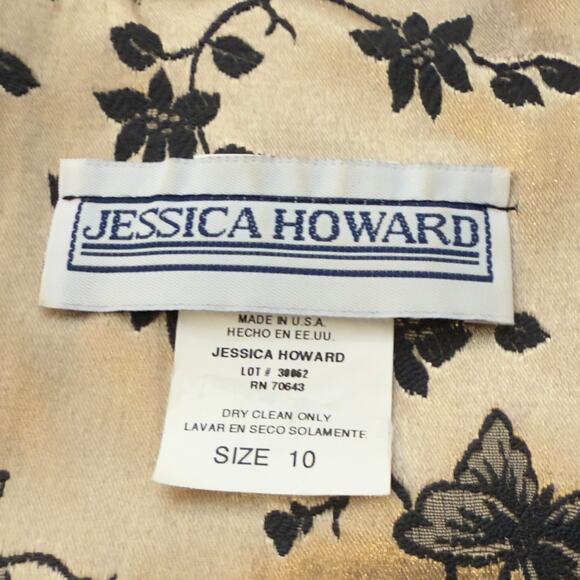 JESSICA HOWARD
MADE IN U.S.A.
HECHO EN EE.UU.
JESSICA HOWARD
LOT # 30062
RN 70643
DRY CLEAN ONLY
LAVAR EN SECO SOLAMENTE
SIZE 10